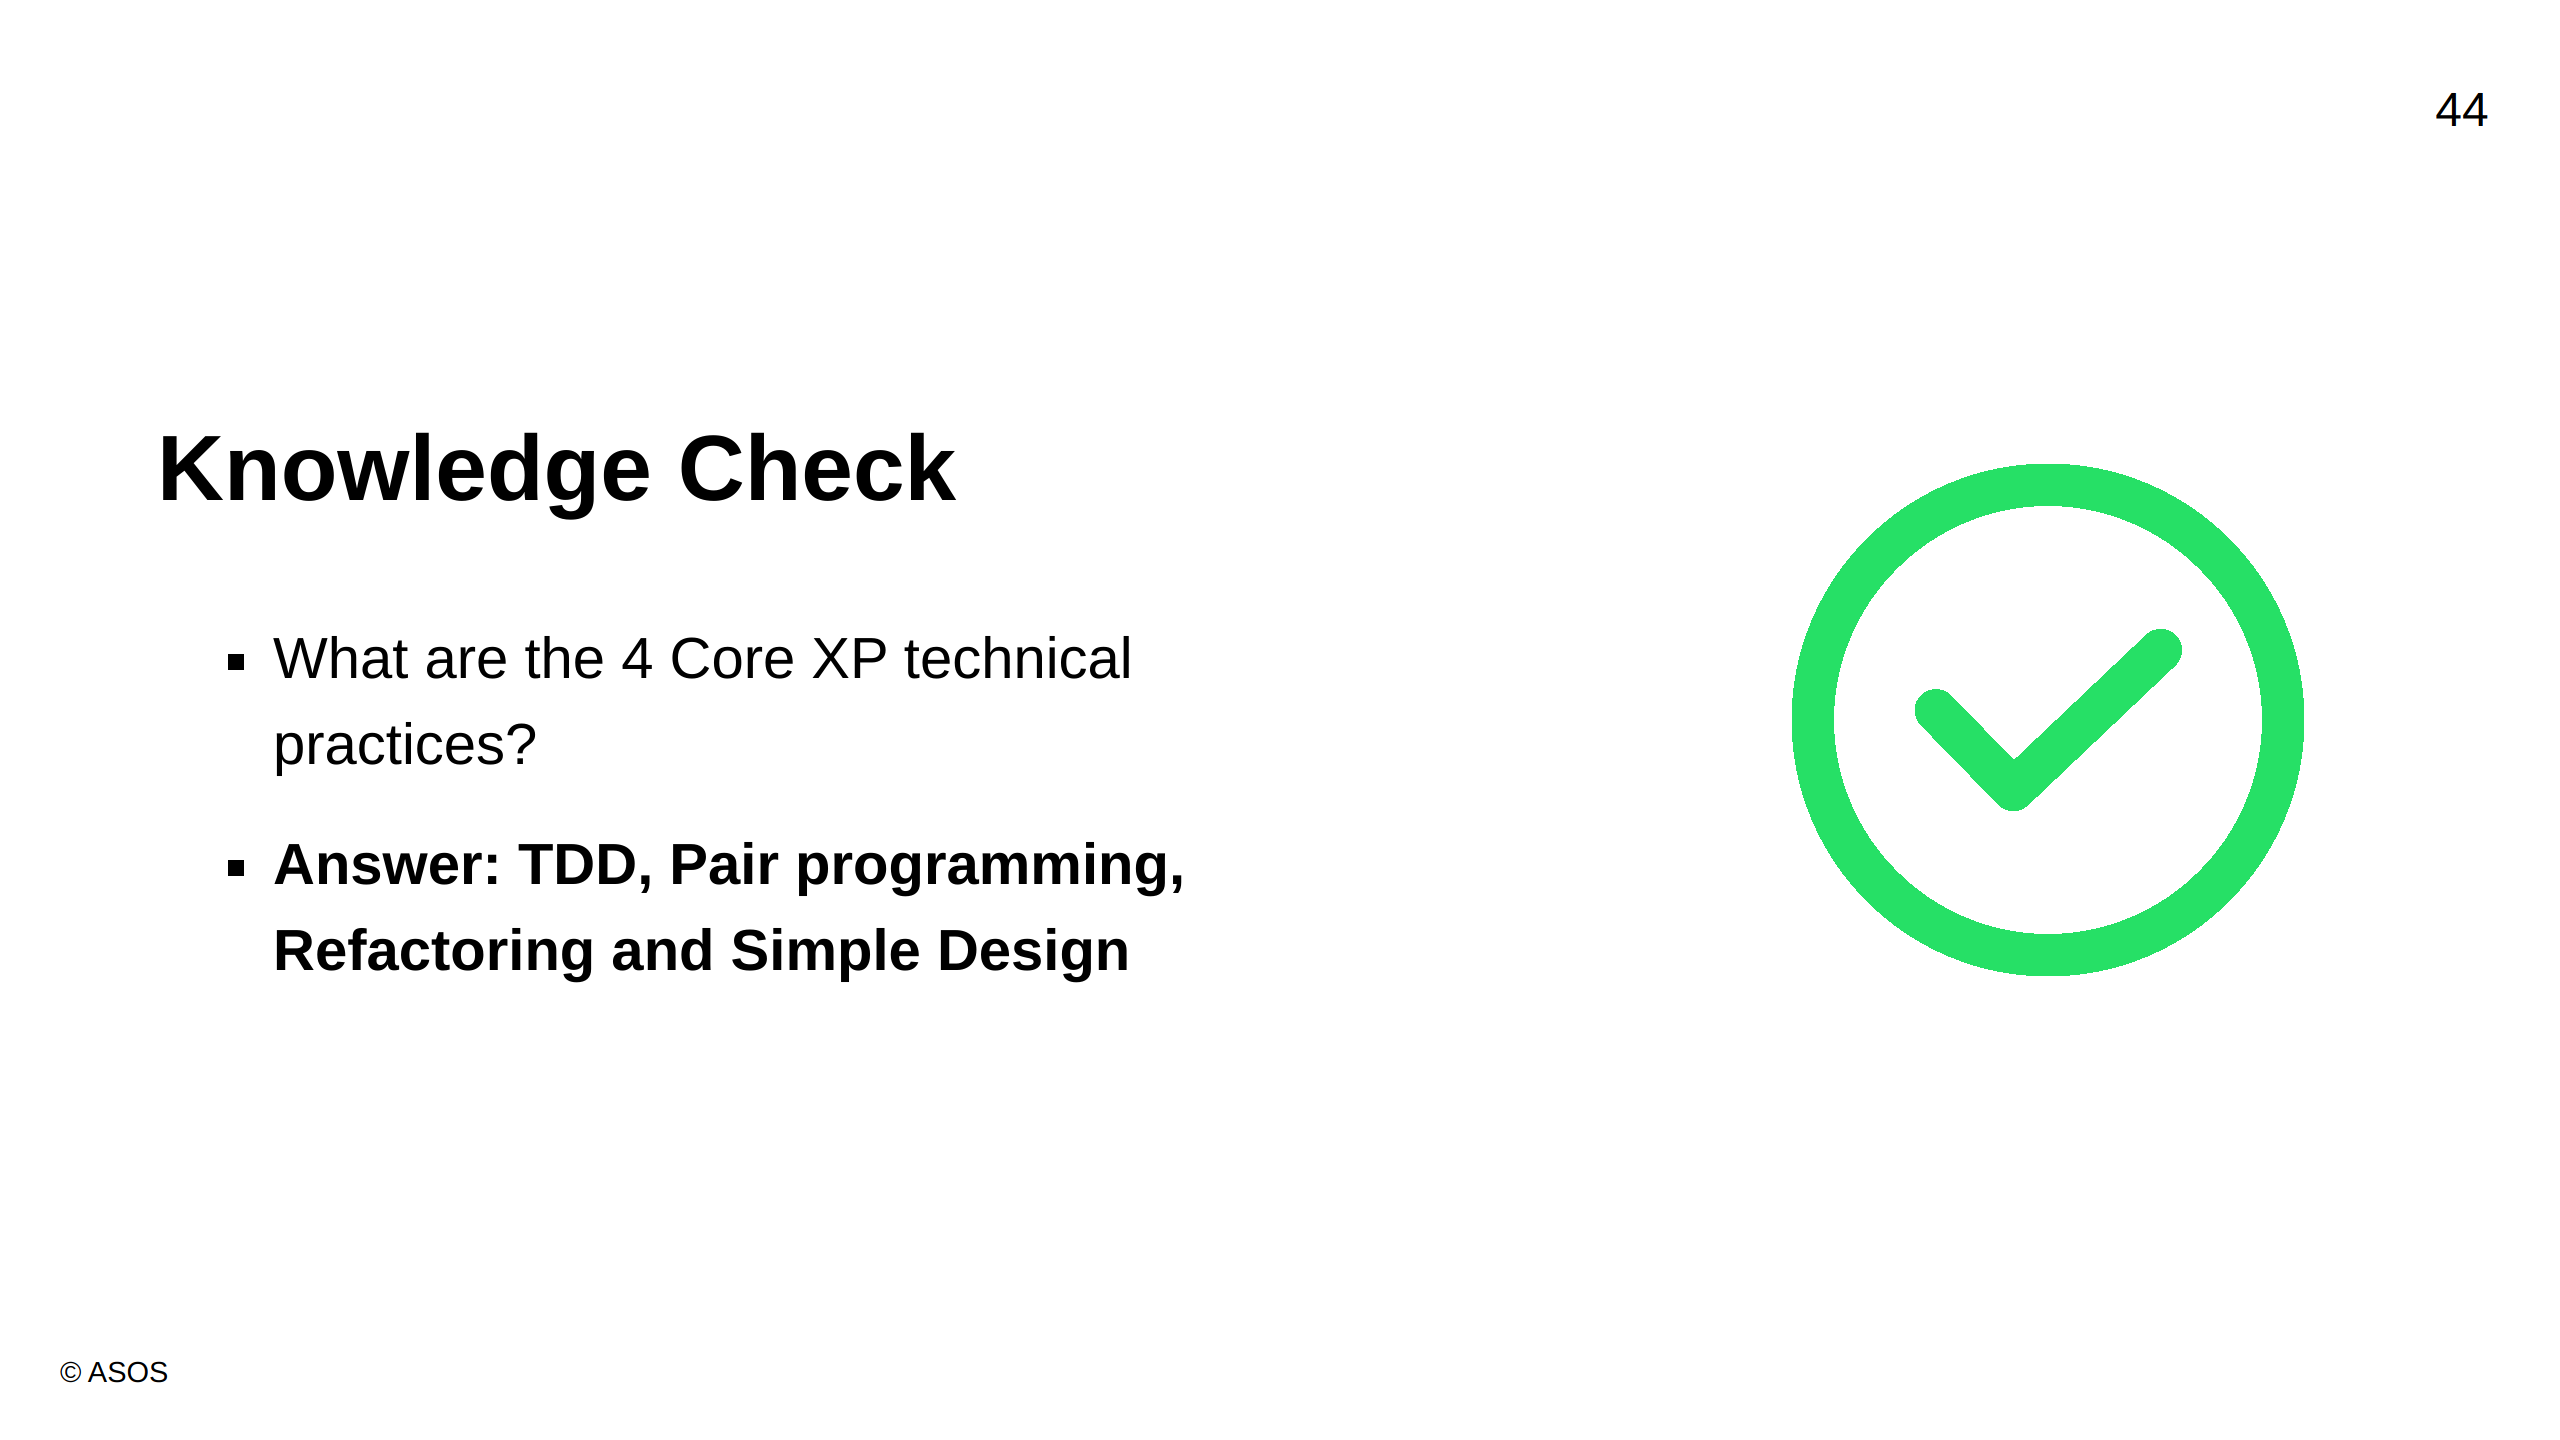 44
Knowledge Check
▪ What are the 4 Core XP technical
practices?
▪ Answer: TDD, Pair programming,
Refactoring and Simple Design
© ASOS